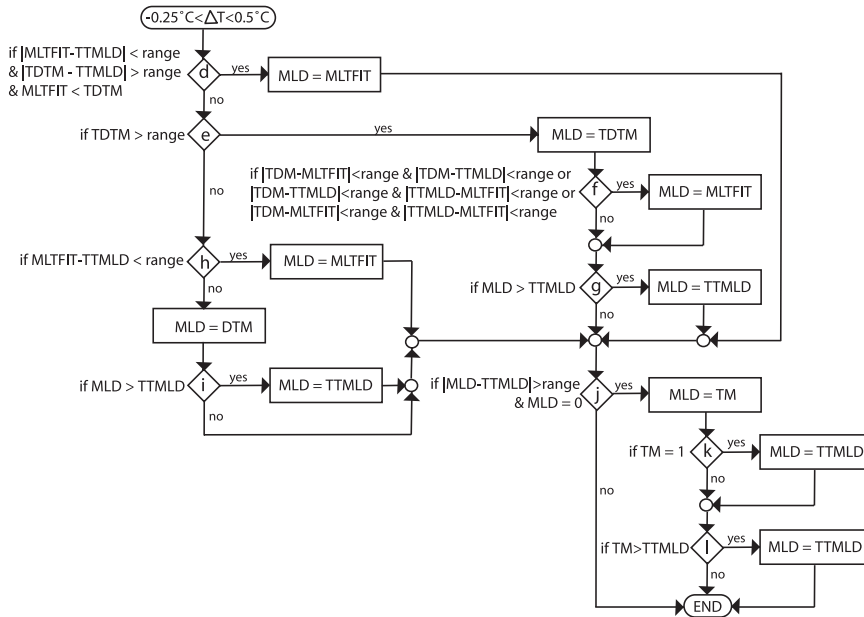 -0.25°C<ΔT<0.5°C
if |MLTFIT-TTMLD| < range
& |TDTM - TTMLD| > range
& MLTFIT < TDTM
d
yes
MLD = MLTFIT
no
if TDTM > range
e
yes
MLD = TDTM
no
if |TDM-MLTFIT|<range & |TDM-TTMLD|<range or
|TDM-TTMLD|<range & |TTMLD-MLTFIT|<range or
|TDM-MLTFIT|<range & |TTMLD-MLTFIT|<range
f
yes
MLD = MLTFIT
no
if MLTFIT-TTMLD < range
h
yes
MLD = MLTFIT
no
if MLD > TTMLD
g
yes
MLD = TTMLD
no
MLD = DTM
if MLD > TTMLD
i
yes
MLD = TTMLD
no
if |MLD-TTMLD|>range
& MLD = 0
j
yes
MLD = TM
no
if TM = 1
k
yes
MLD = TTMLD
no
if TM>TTMLD
l
yes
MLD = TTMLD
no
END